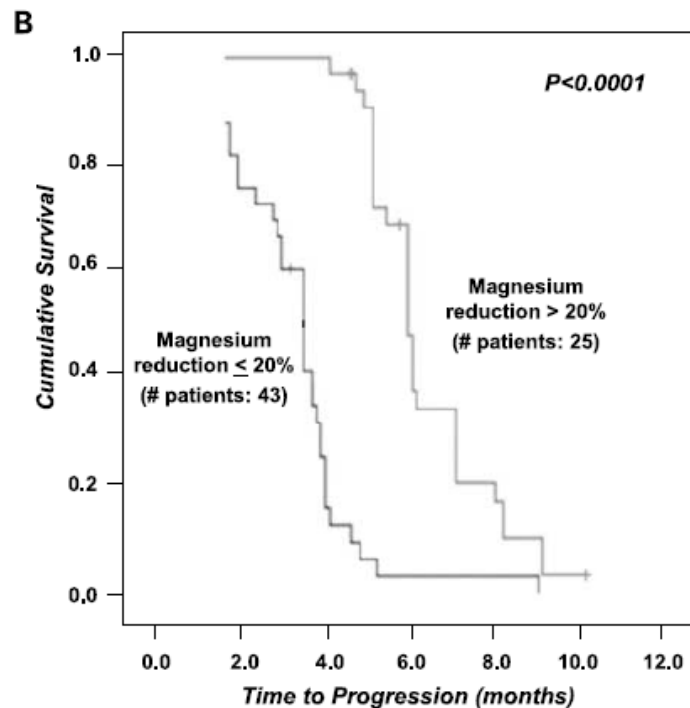 B
P<0.0001
Cumulative Survival
1.0
0.8
0.6
0.4
0.2
0.0
Magnesium
reduction > 20%
(# patients: 25)
Magnesium
reduction ≤ 20%
(# patients: 43)
0.0 2.0 4.0 6.0 8.0 10.0 12.0
Time to Progression (months)